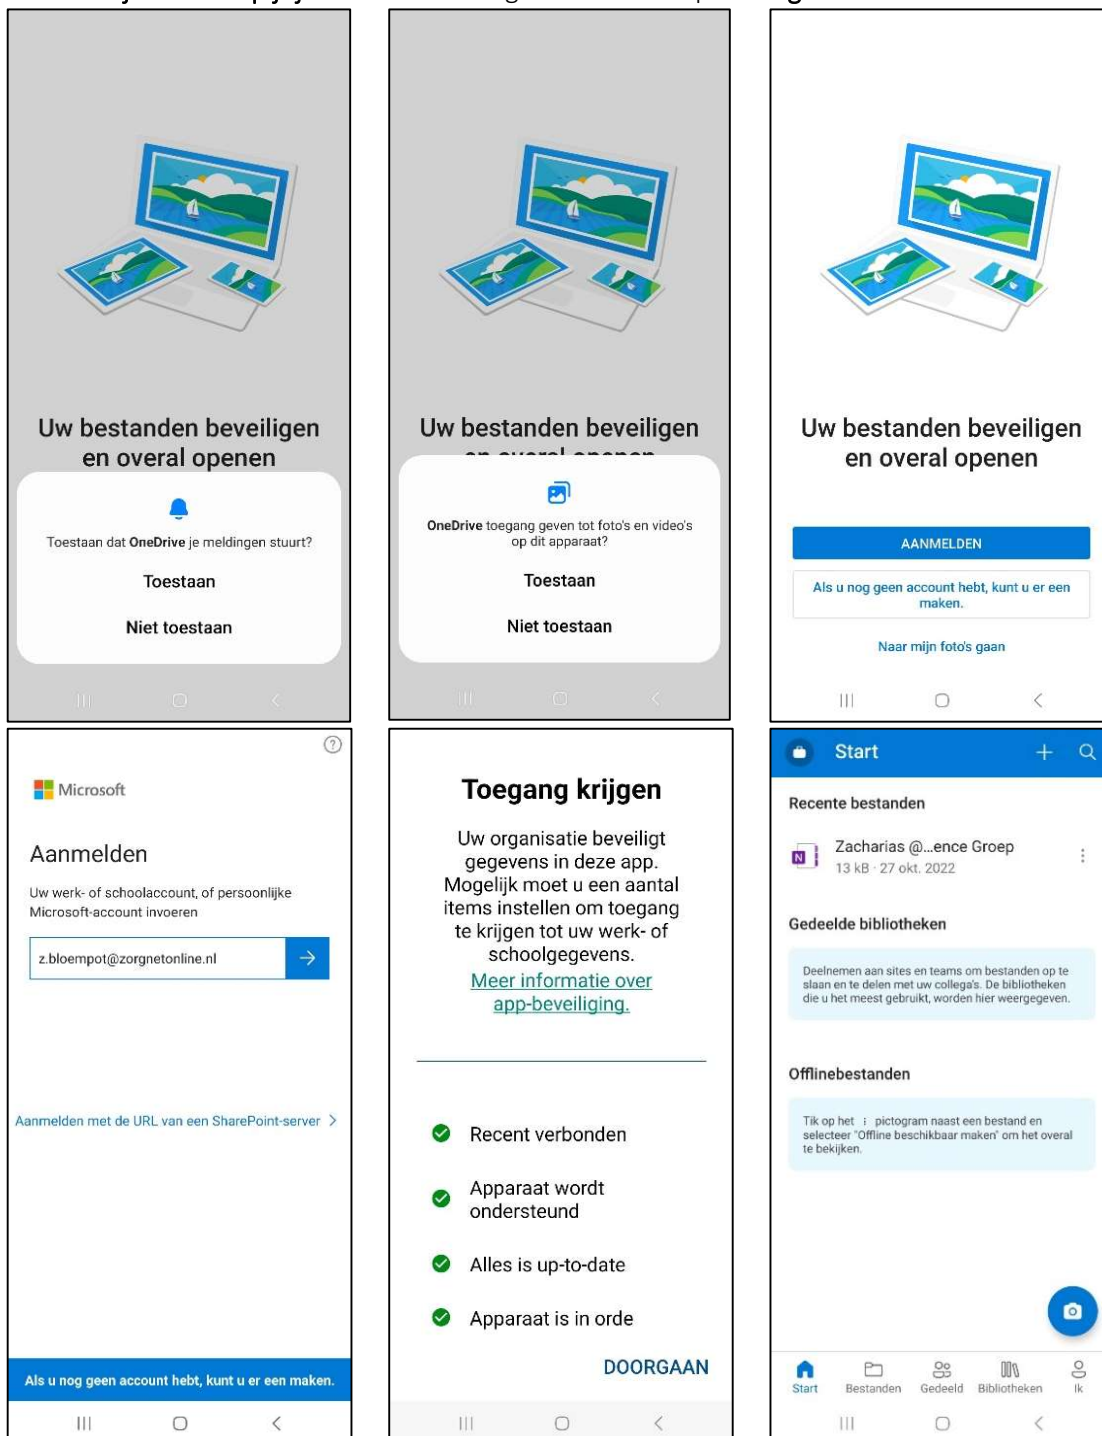 Uw bestanden beveiligen
en overal openen
Toestaan dat OneDrive je meldingen stuurt?
Toestaan
Niet toestaan
Uw bestanden beveiligen
en overal openen
OneDrive toegang geven tot foto's en video's
op dit apparaat?
Toestaan
Niet toestaan
Uw bestanden beveiligen
en overal openen
AANMELDEN
Als u nog geen account hebt, kunt u er een
maken.
Naar mijn foto's gaan
Microsoft
Aanmelden
Uw werk- of schoolaccount, of persoonlijke
Microsoft-account invoeren
z.bloempot@zorgnetonline.nl
Aanmelden met de URL van een SharePoint-server
Als u nog geen account hebt, kunt u er een maken.
Toegang krijgen
Uw organisatie beveiligt
gegevens in deze app.
Mogelijk moet u een aantal
items instellen om toegang
te krijgen tot uw werk- of
schoolgegevens.
Meer informatie over
app-beveiliging.
Recent verbonden
Apparaat wordt
ondersteund
Alles is up-to-date
Apparaat is in orde
DOORGAAN
Start
Recente bestanden
N
Zacharias @...ence Groep
13 kB · 27 okt. 2022
Gedeelde bibliotheken
Deelnemen aan sites en teams om bestanden op te
slaan en te delen met uw collega's. De bibliotheken
die u het meest gebruikt, worden hier weergegeven.
Offlinebestanden
Tik op het ⋮ pictogram naast een bestand en
selecteer "Offline beschikbaar maken" om het overal
te bekijken.
Start Bestanden Gedeeld Bibliotheken Ik